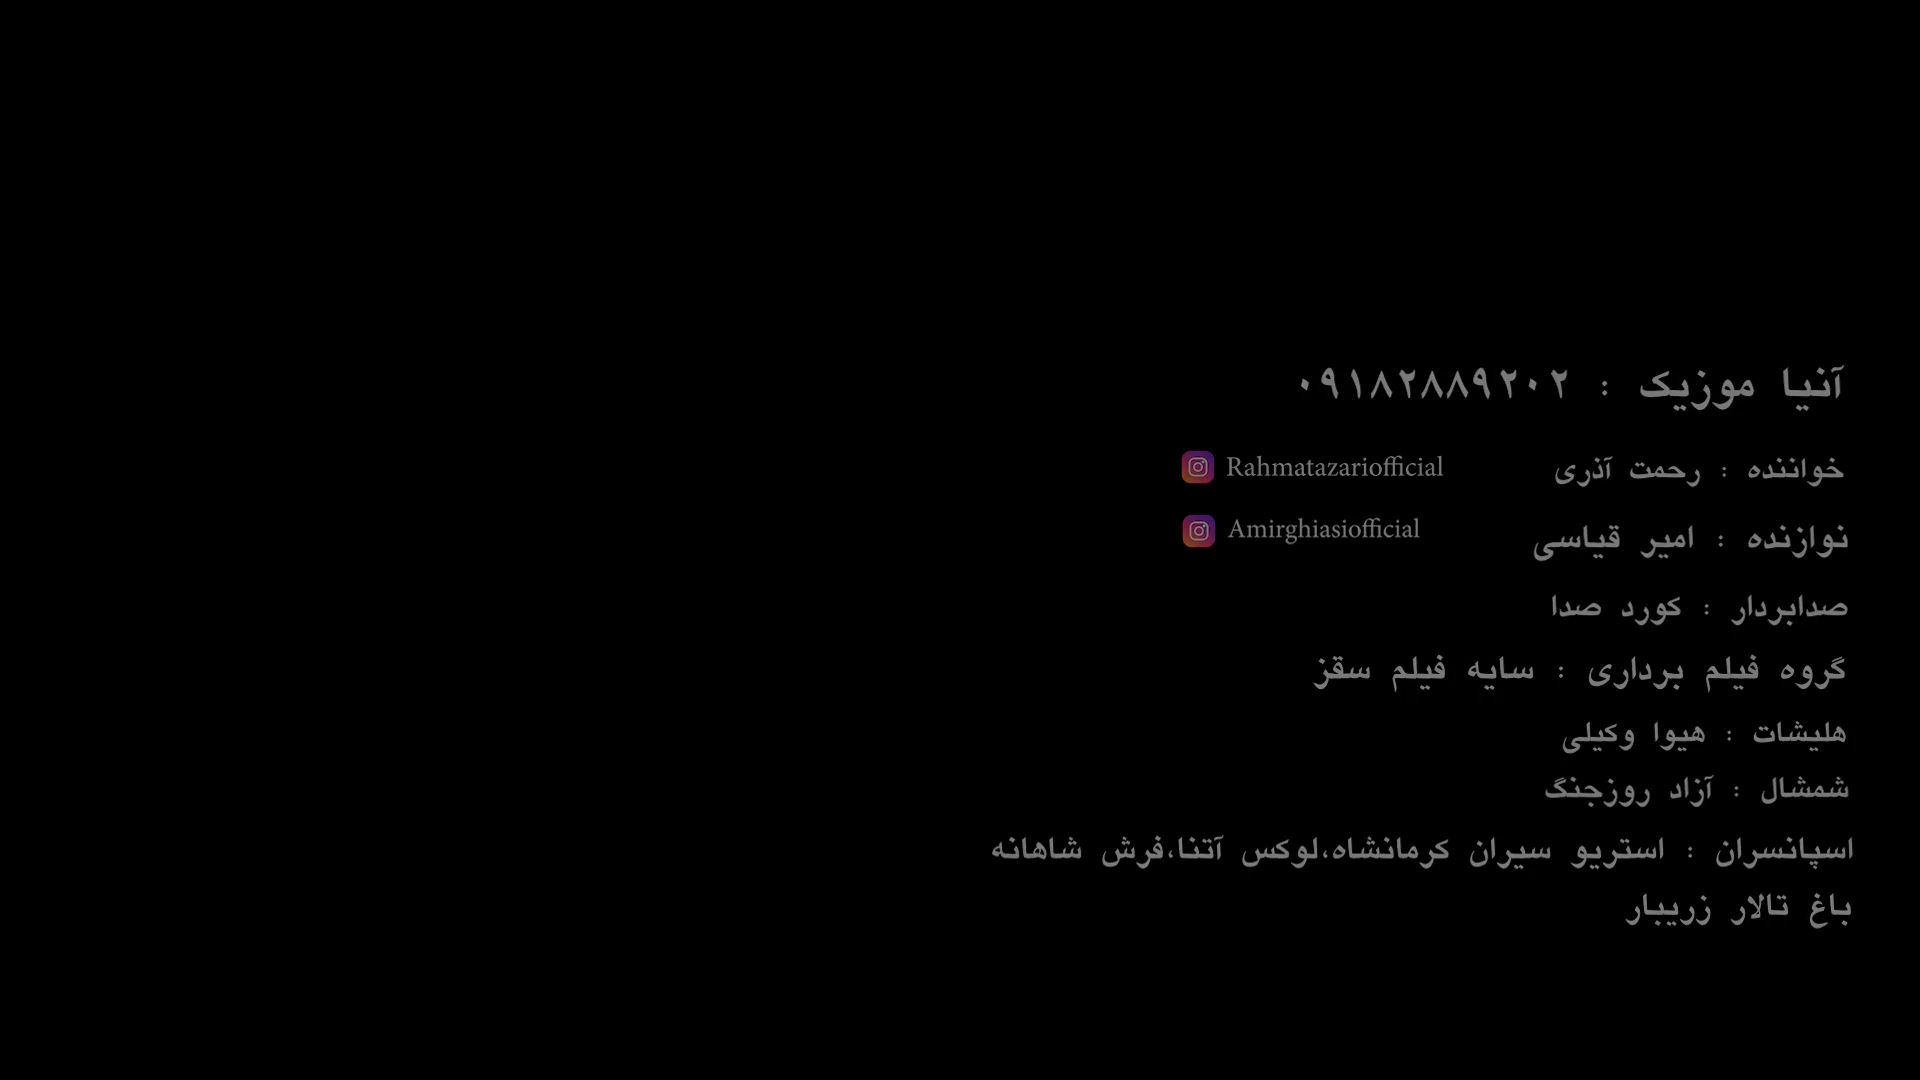 آنیا موزیک : ۰۹۱۸۲۸۸۹۲۰۲
خواننده : رحمت آذری Rahmatazariofficial
نوازنده : امیر قیاسی Amirghiasiofficial
صدابردار : کورد صدا
گروه فیلم برداری : سایه فیلم سقز
هلیشات : هیوا وکیلی
شمشال : آزاد روزجنگ
اسپانسران : استریو سیران کرمانشاه،لوکس آتنا،فرش شاهانه
باغ تالار زریبار